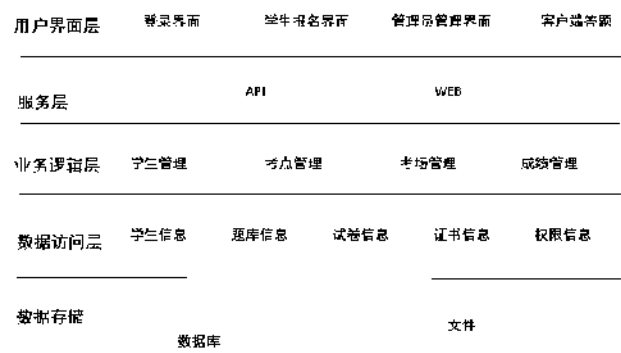 用户界面层 登录界面 学生报名界面 管理员管理界面 客户端答题
服务层 API WEB
业务逻辑层 学生管理 考点管理 考场管理 成绩管理
数据访问层 学生信息 题库信息 试卷信息 证书信息 权限信息
数据存储 文件
数据库